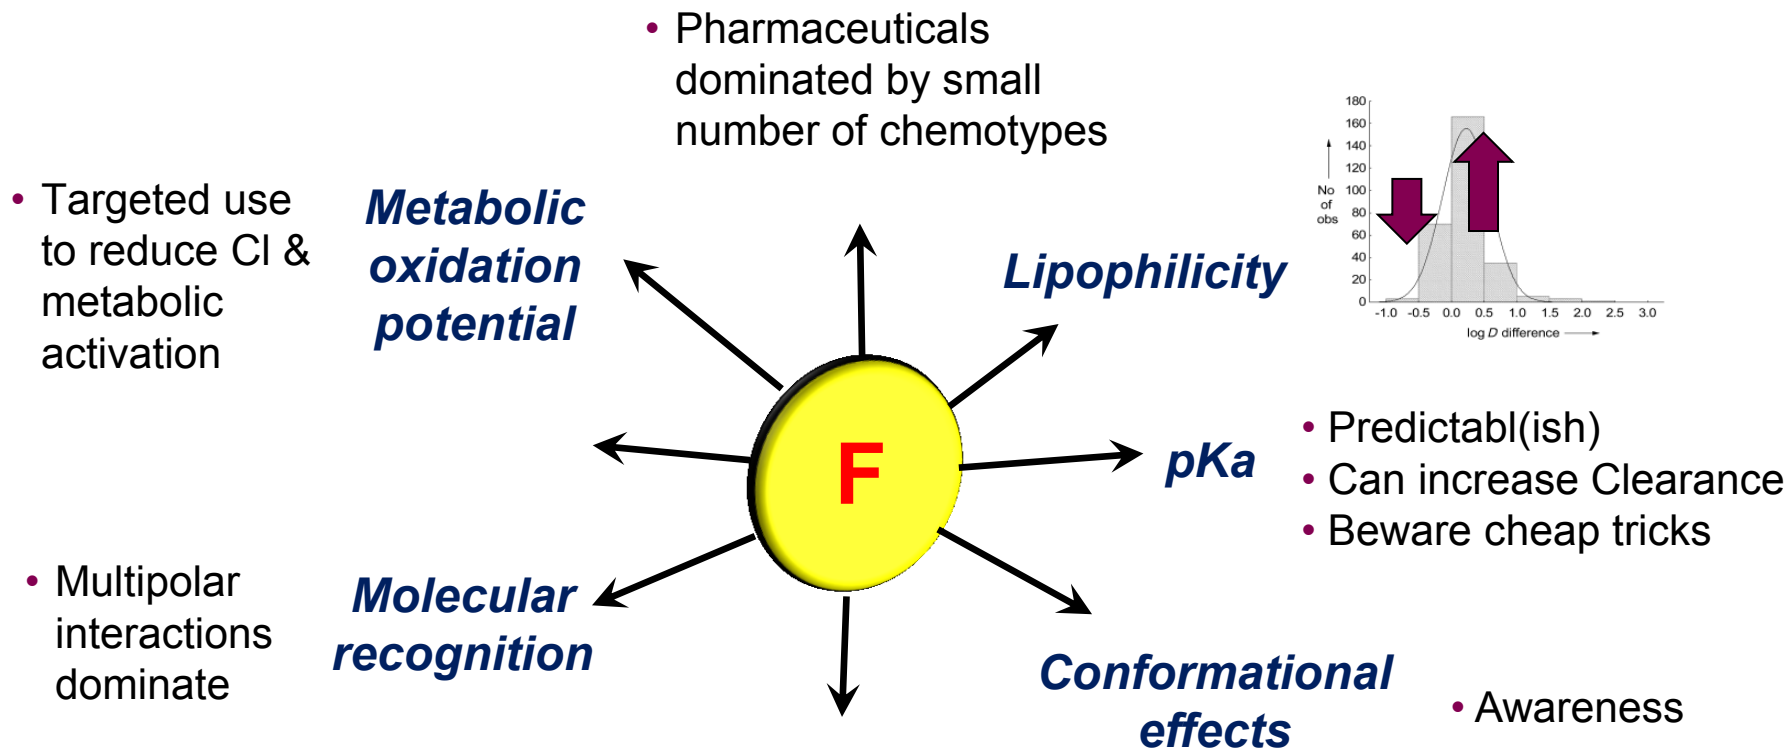 • Pharmaceuticals
dominated by small
number of chemotypes
• Targeted use
to reduce Cl &
metabolic
activation
Metabolic
oxidation
potential
Lipophilicity
180
160
140
120
100
80
60
40
20
0
No
of
obs
-1.0 -0.5 0.0 0.5 1.0 1.5 2.0 2.5 3.0
log D difference
F
pKa
• Predictabl(ish)
• Can increase Clearance
• Beware cheap tricks
• Multipolar
interactions
dominate
Molecular
recognition
Conformational
effects
• Awareness